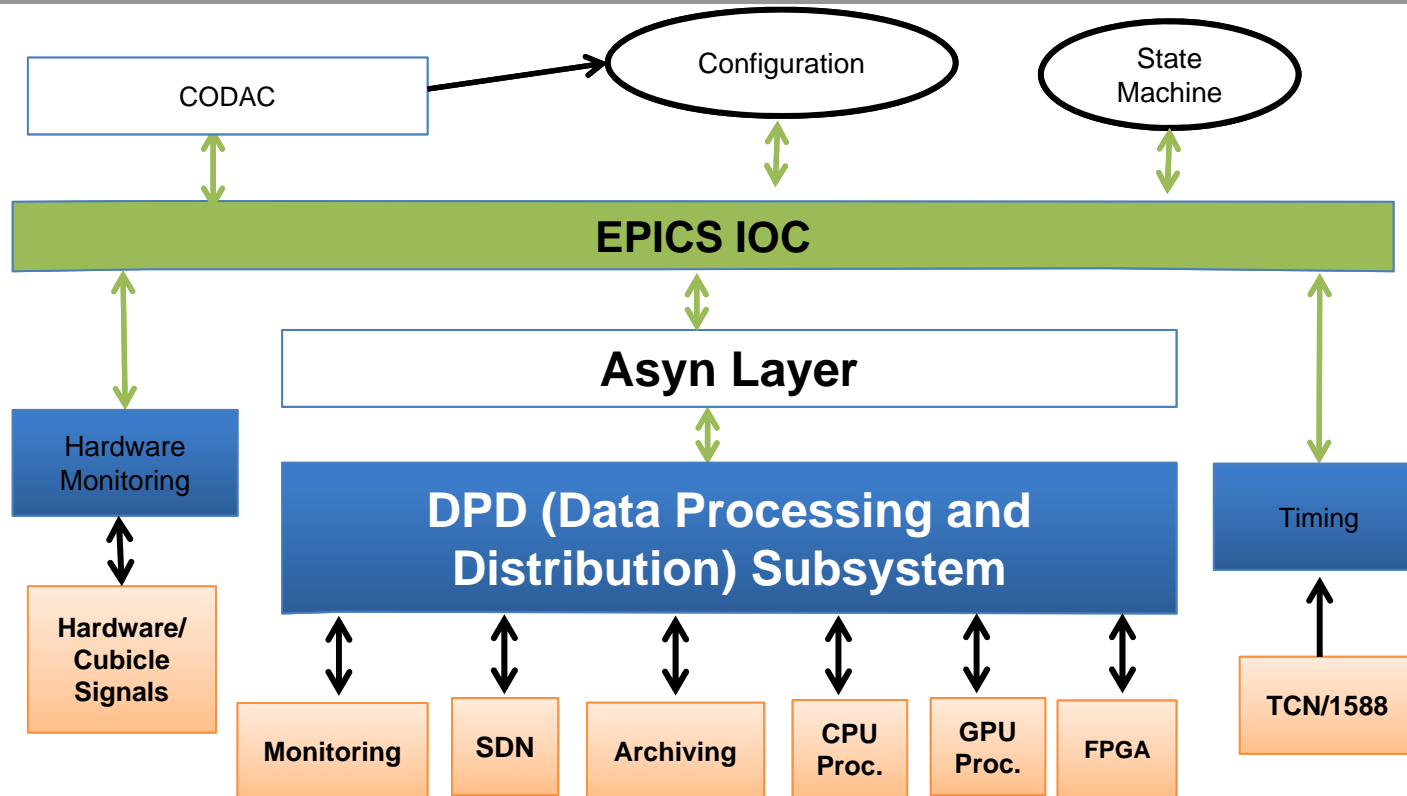 CODAC
Configuration
State
Machine
EPICS IOC
Asyn Layer
Hardware
Monitoring
DPD (Data Processing and
Distribution) Subsystem
Timing
Hardware/
Cubicle
Signals
Monitoring
SDN
Archiving
CPU
Proc.
GPU
Proc.
FPGA
TCN/1588